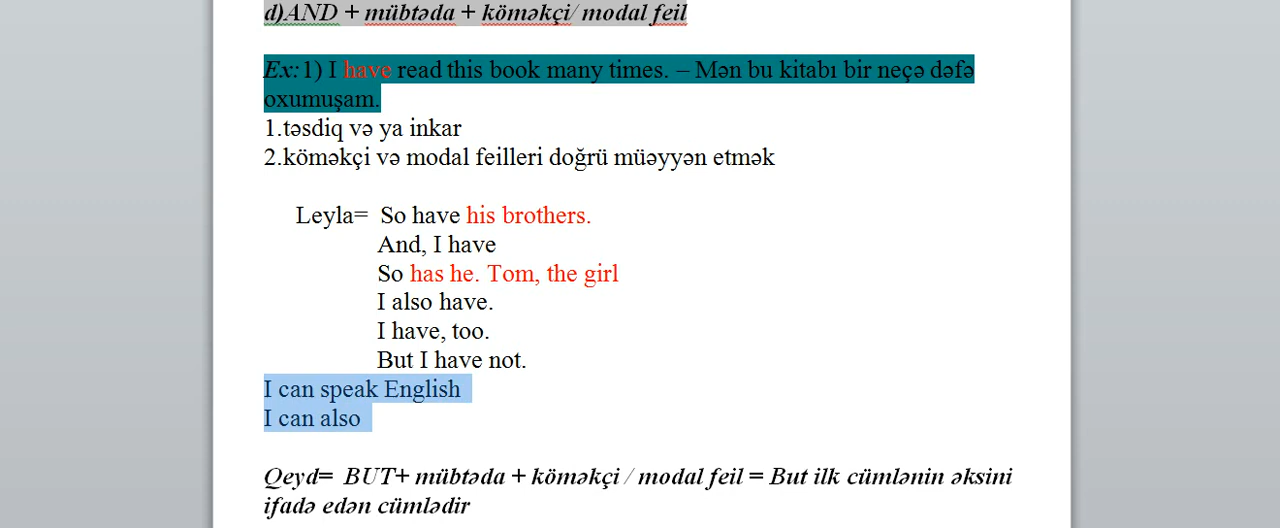 d)AND + mübtəda + köməkçi/ modal feil
Ex:1) I have read this book many times. – Mən bu kitabı bir neçə dəfə
oxumuşam.
1.təsdiq və ya inkar
2.köməkçi və modal feilleri doğrü müəyyən etmək
Leyla= So have his brothers.
And, I have
So has he. Tom, the girl
I also have.
I have, too.
But I have not.
I can speak English
I can also
Qeyd= BUT+ mübtəda + köməkçi / modal feil = But ilk cümlənin əksini
ifadə edən cümlədir